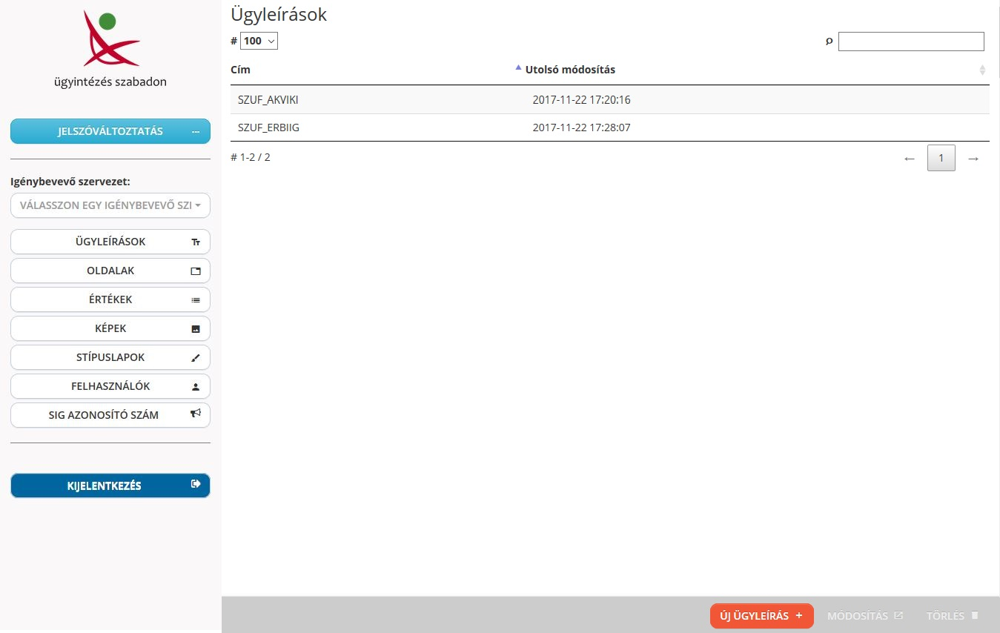 ügyintézés szabadon
JELSZÓVÁLTOZTATÁS
Igénybevevő szervezet:
VÁLASSZON EGY IGÉNYBEVEVŐ SZI
ÜGYLEÍRÁSOK
OLDALAK
ÉRTÉKEK
KÉPEK
STÍPUSLAPOK
FELHASZNÁLÓK
SIG AZONOSÍTÓ SZÁM
KIJELENTKEZÉS
Ügyleírások
# 100
Cím Utolsó módosítás
SZUF_AKVIKI 2017-11-22 17:20:16
SZUF_ERBIIG 2017-11-22 17:28:07
# 1-2 / 2 ← 1 →
ÚJ ÜGYLEÍRÁS + MÓDOSÍTÁS TÖRLÉS